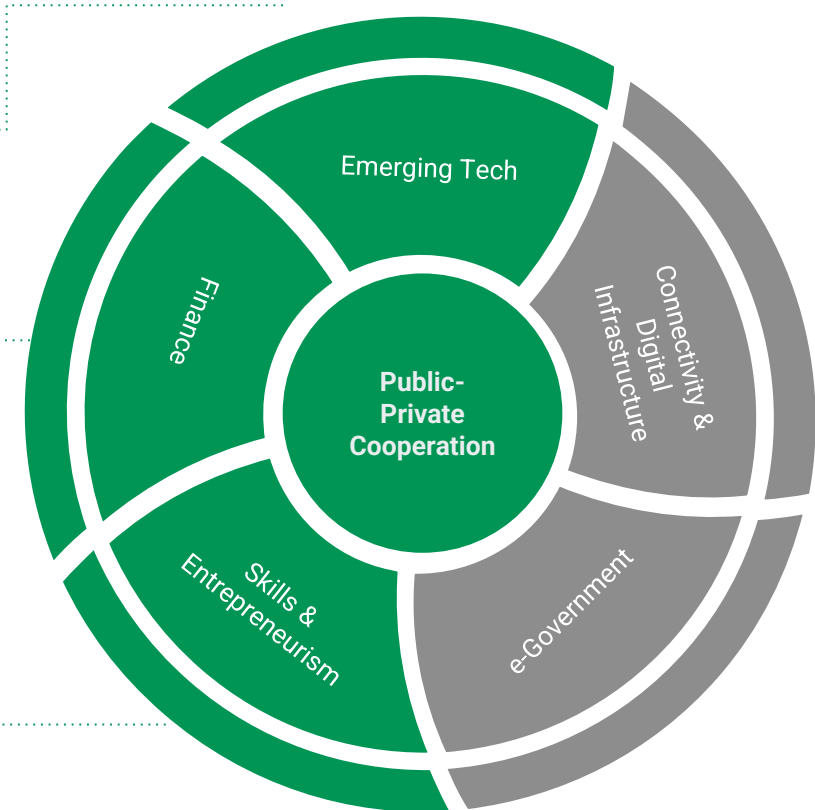 Emerging Tech
Connectivity &
Digital
Infrastructure
e-Government
Skills &
Entrepreneurism
Finance
Public-
Private
Cooperation